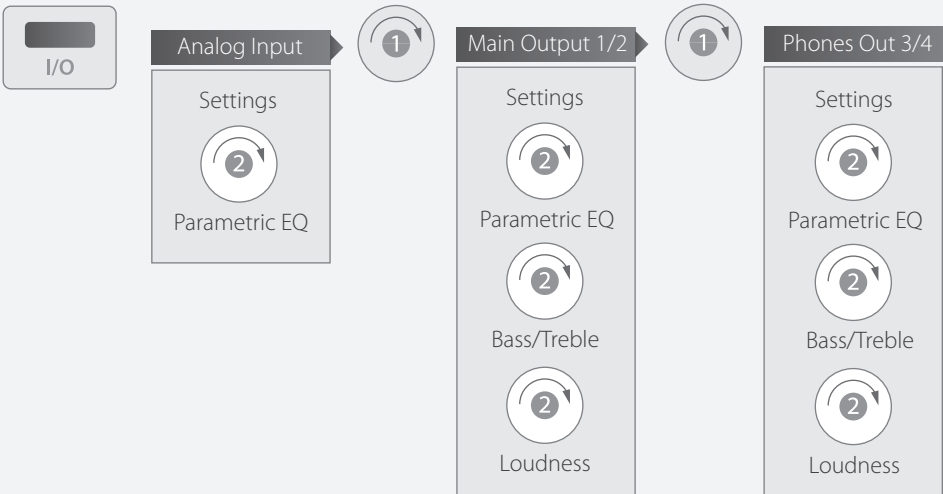 I/O
Analog Input
1
Main Output 1/2
1
Phones Out 3/4
Settings
2
Parametric EQ
Settings
2
Parametric EQ
2
Bass/Treble
2
Loudness
Settings
2
Parametric EQ
2
Bass/Treble
2
Loudness